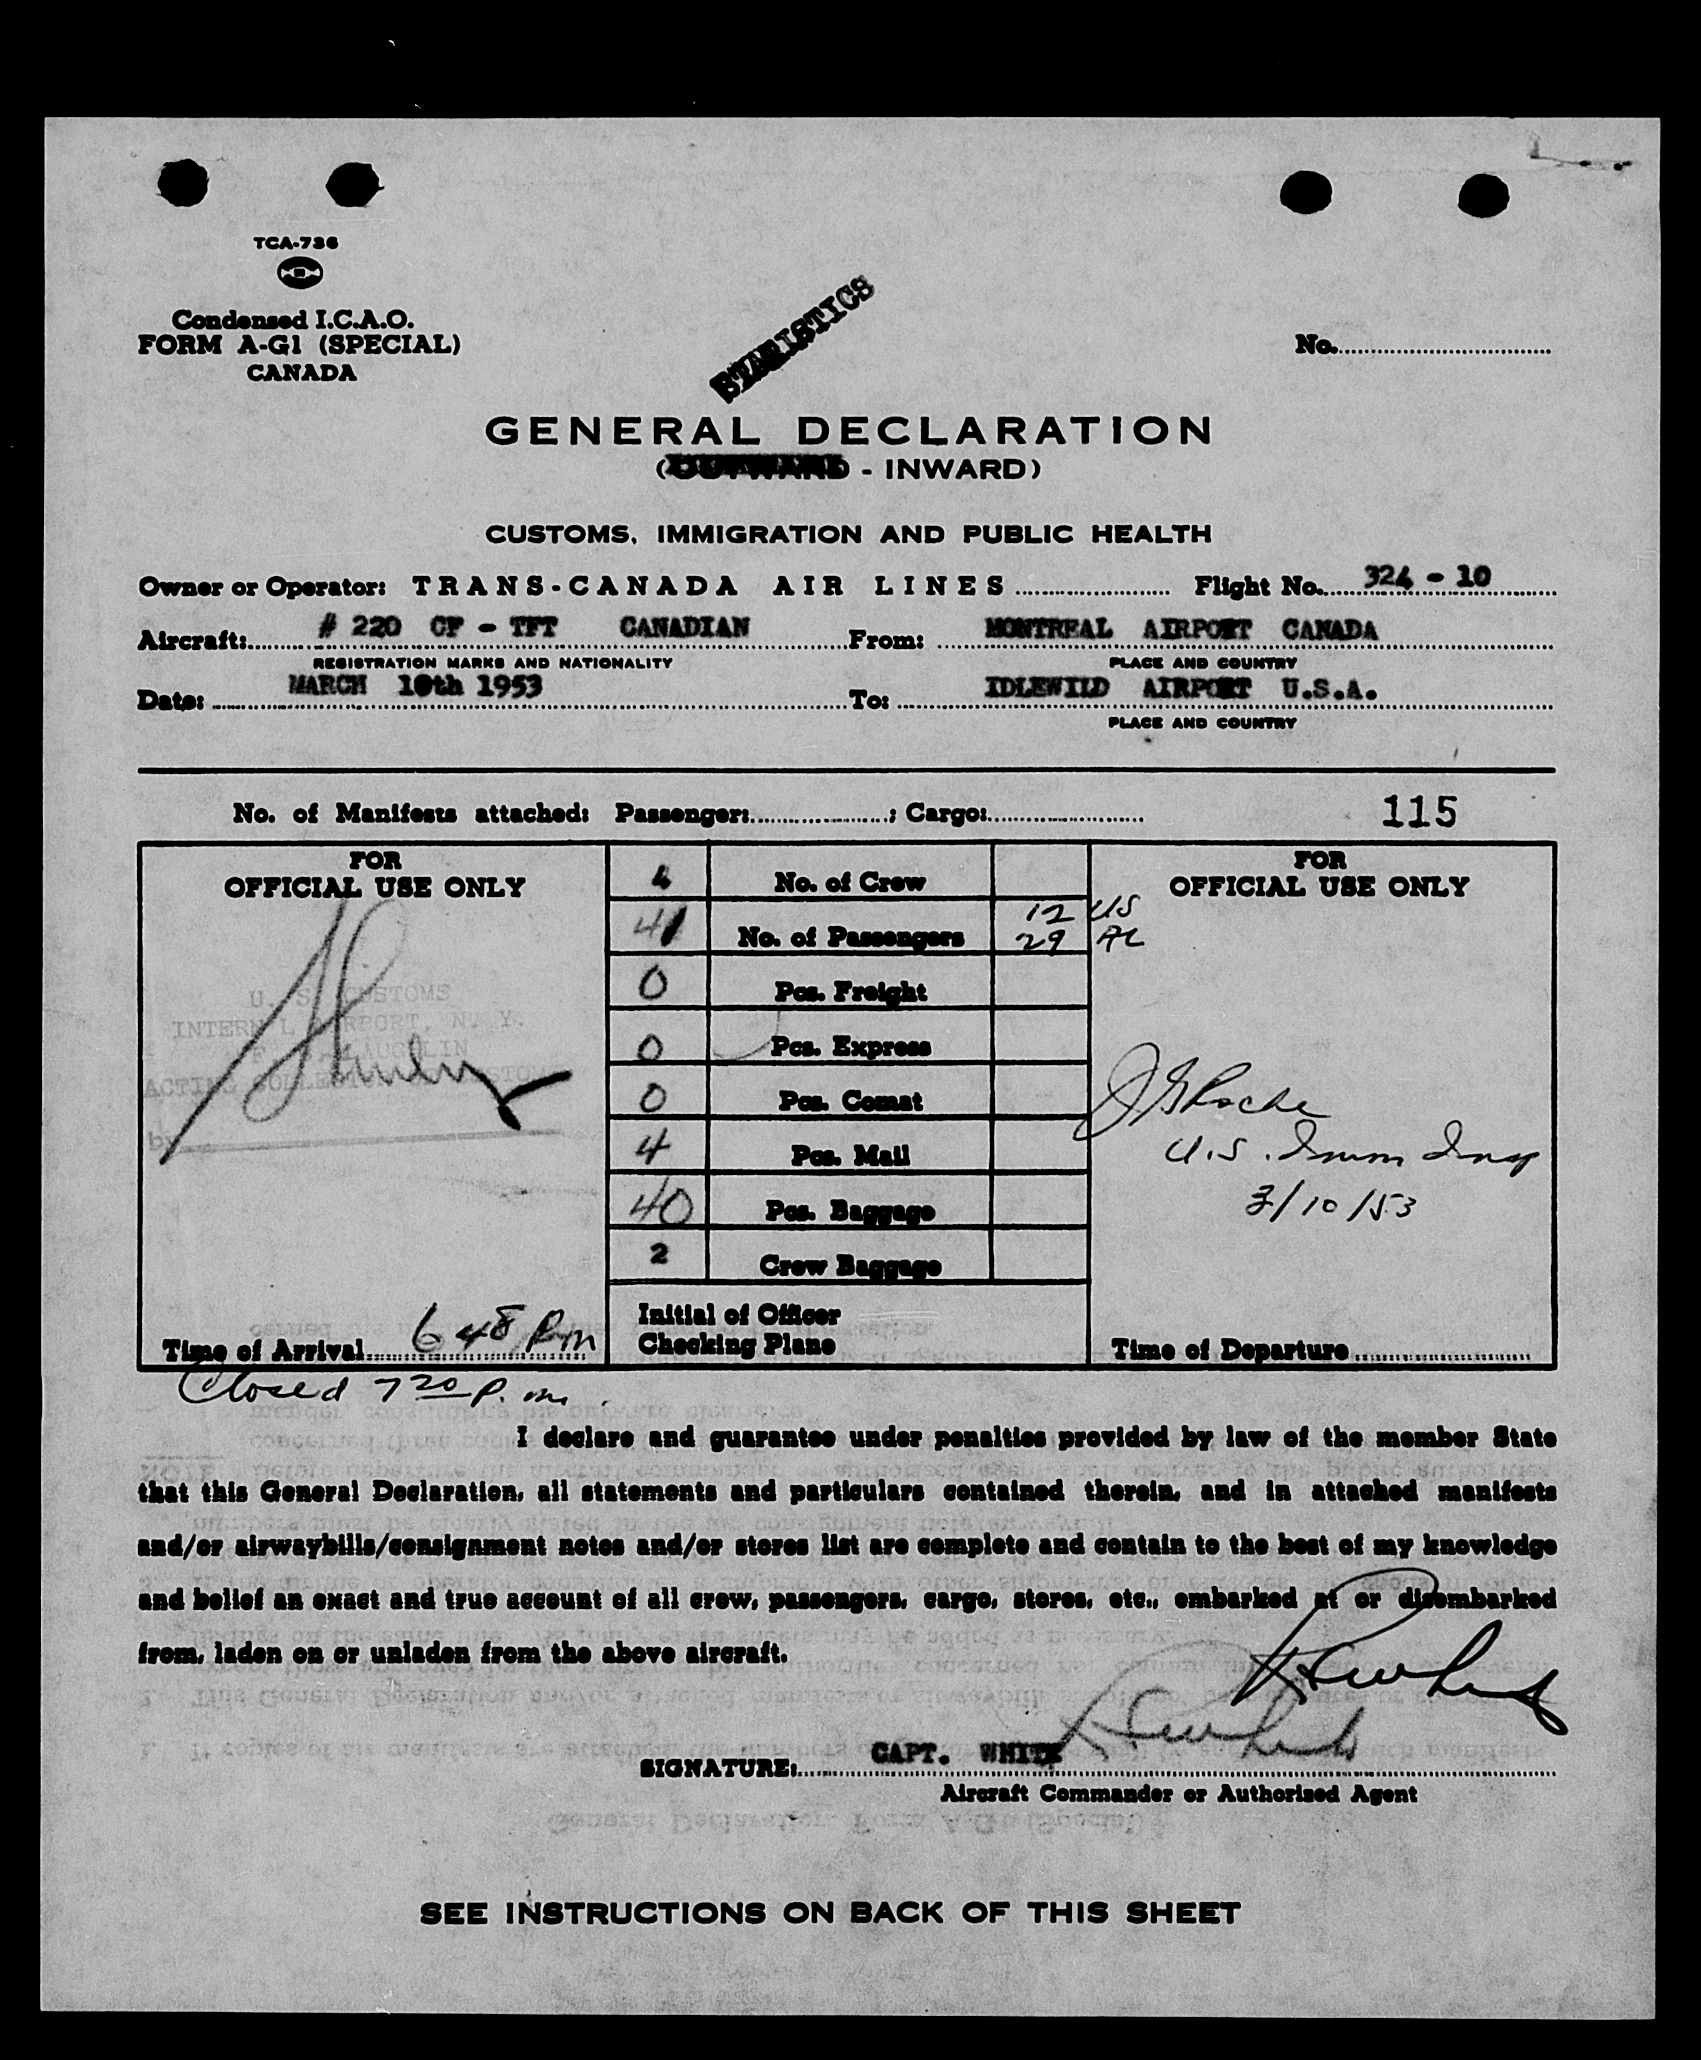 TCA-736
Condensed I.C.A.O.
FORM A-G1 (SPECIAL)
CANADA
STATISTICS
No.
GENERAL DECLARATION
(OUTWARD - INWARD)
CUSTOMS, IMMIGRATION AND PUBLIC HEALTH
Owner or Operator: TRANS-CANADA AIR LINES Flight No. 324 - 10
Aircraft: # 220 CF - TFT CANADIAN From: MONTREAL AIRPORT CANADA
REGISTRATION MARKS AND NATIONALITY PLACE AND COUNTRY
Date: MARCH 10th 1953 To: IDLEWILD AIRPORT U.S.A.
PLACE AND COUNTRY
No. of Manifests attached: Passenger: ; Cargo: 115
FOR
OFFICIAL USE ONLY
U. S. CUSTOMS
INTERN'L AIRPORT, N. Y.
ACTING COLLECTOR CUSTOMS
by
Time of Arrival 6 48 P.m
4 No. of Crew
41 No. of Passengers 12 US
29 AL
0 Pcs. Freight
0 Pcs. Express
0 Pcs. Comat
4 Pcs. Mail
40 Pcs. Baggage
2 Crew Baggage
Initial of Officer
Checking Plane
FOR
OFFICIAL USE ONLY
J G Roche
U.S. Imm Insp
3/10/53
Time of Departure
Closed 7 20 P. m.
I declare and guarantee under penalties provided by law of the member State
that this General Declaration, all statements and particulars contained therein, and in attached manifests
and/or airwaybills/consignment notes and/or stores list are complete and contain to the best of my knowledge
and belief an exact and true account of all crew, passengers, cargo, stores, etc., embarked at or disembarked
from, laden on or unladen from the above aircraft.
SIGNATURE: CAPT. WHITE
Aircraft Commander or Authorized Agent
SEE INSTRUCTIONS ON BACK OF THIS SHEET